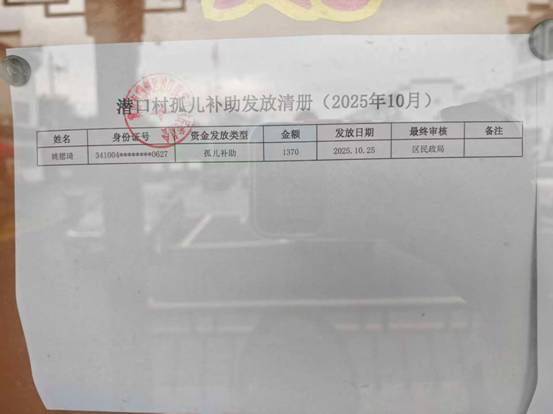 潜口村孤儿补助发放清册（2025年10月）
姓名 身份证号 资金发放类型 金额 发放日期 最终审核 备注
姚懿琦 341004********0627 孤儿补助 1370 2025.10.25 区民政局